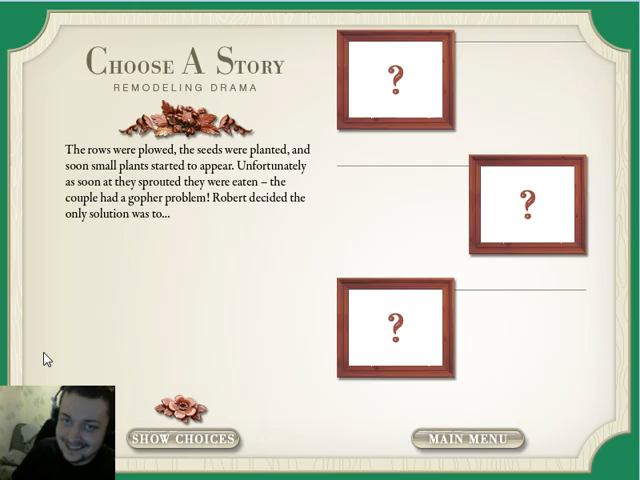 CHOOSE A STORY
REMODELING DRAMA
The rows were plowed, the seeds were planted, and
soon small plants started to appear. Unfortunately
as soon at they sprouted they were eaten – the
couple had a gopher problem! Robert decided the
only solution was to...
?
?
?
SHOW CHOICES
MAIN MENU